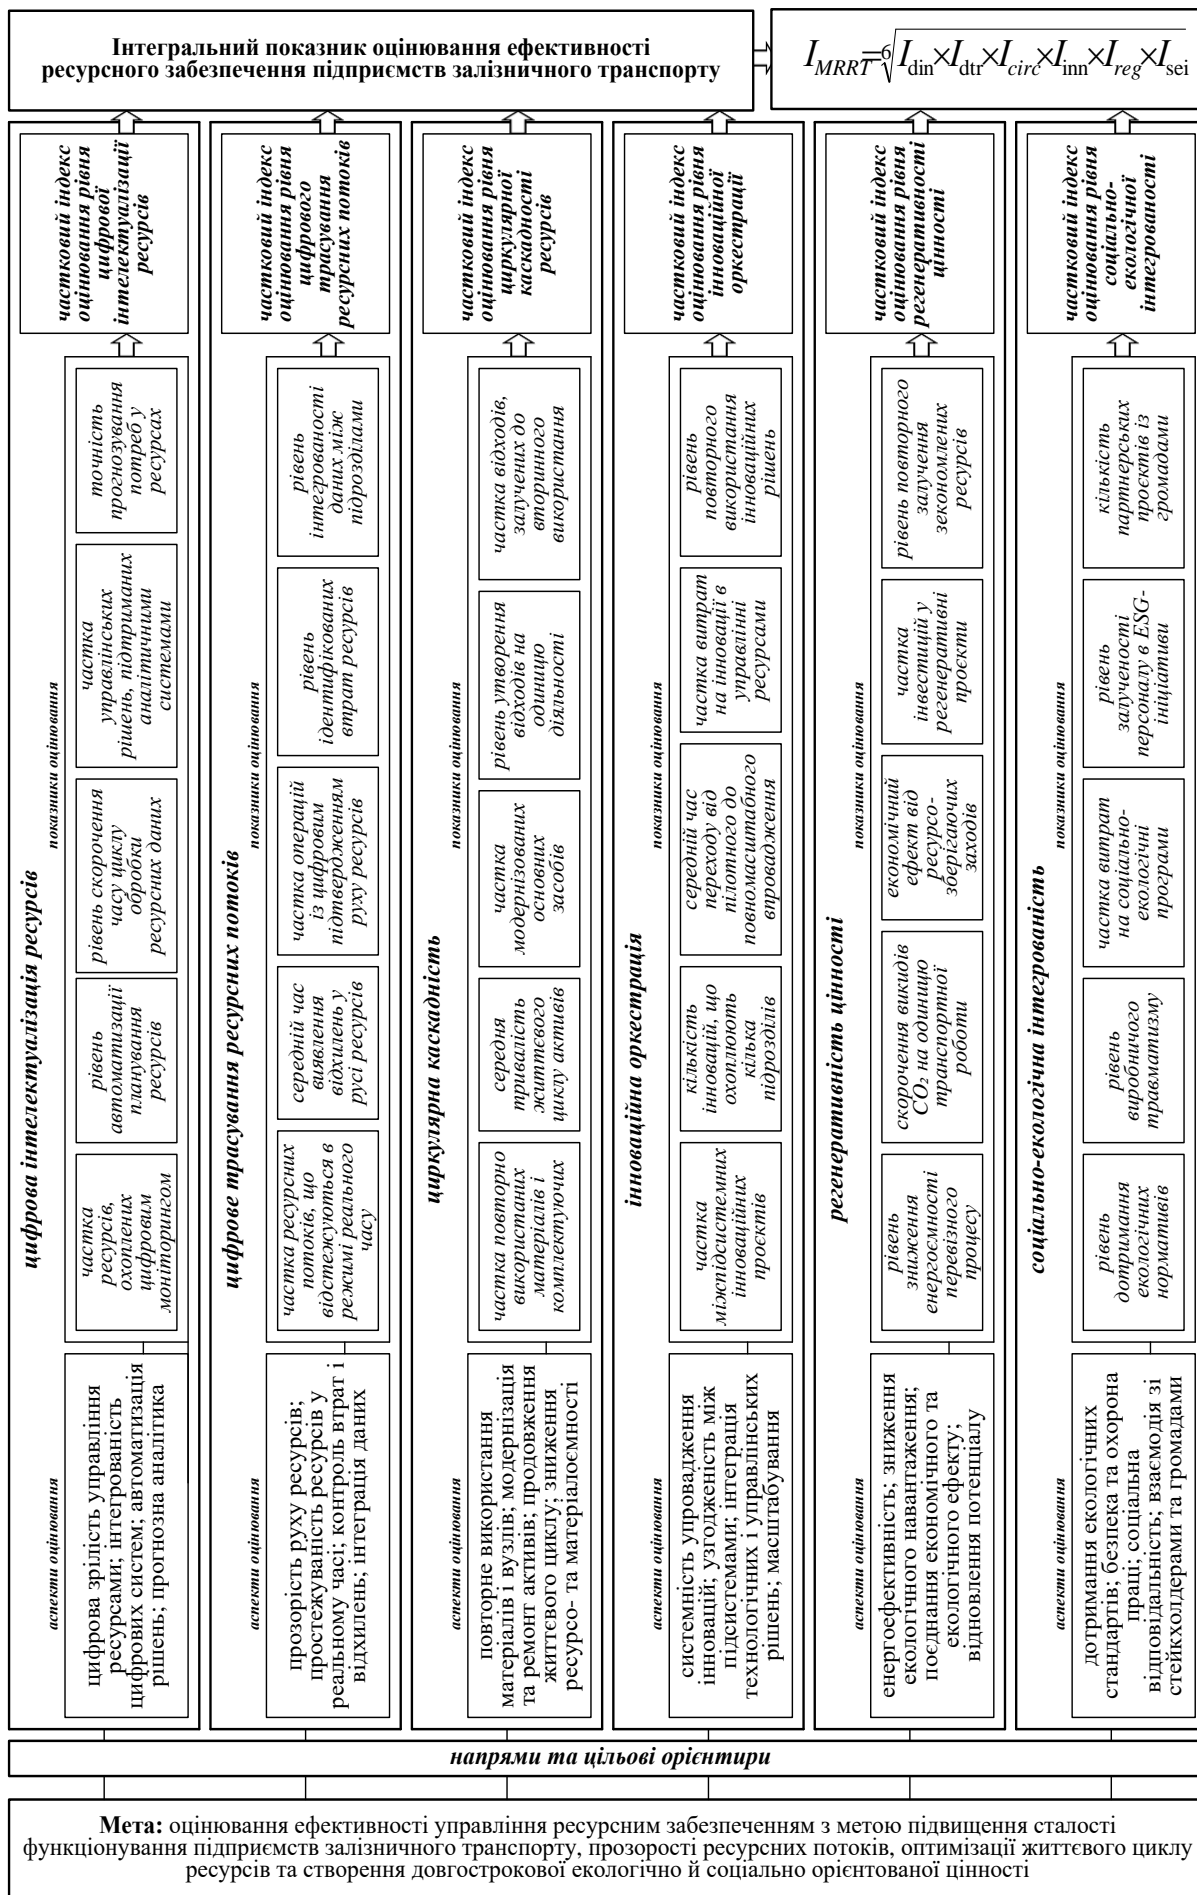 Інтегральний показник оцінювання ефективності
ресурсного забезпечення підприємств залізничного транспорту
I_MRRT=⁶√I_din×I_dtr×I_circ×I_inn×I_reg×I_sei
частковий індекс
оцінювання рівня
цифрової
інтелектуалізації
ресурсів
частковий індекс
оцінювання рівня
цифрового
трасування
ресурсних потоків
частковий індекс
оцінювання рівня
циркулярної
каскадності
ресурсів
частковий індекс
оцінювання рівня
інноваційної
оркестрації
частковий індекс
оцінювання рівня
регенеративності
цінності
частковий індекс
оцінювання рівня
соціально-
екологічної
інтегрованості
цифрова інтелектуалізація ресурсів
показники оцінювання
точність
прогнозування
потреб у
ресурсах
частка
управлінських
рішень, підтриманих
аналітичними
системами
рівень скорочення
часу циклу
обробки
ресурсних даних
рівень
автоматизації
планування
ресурсів
частка
ресурсів,
охоплених
цифровим
моніторингом
аспекти оцінювання
цифрова зрілість управління
ресурсами; інтегрованість
цифрових систем; автоматизація
рішень; прогнозна аналітика
цифрове трасування ресурсних потоків
показники оцінювання
рівень
інтегрованості
даних між
підрозділами
рівень
ідентифікованих
втрат ресурсів
частка операцій
із цифровим
підтвердженням
руху ресурсів
середній час
виявлення
відхилень у
русі ресурсів
частка ресурсних
потоків, що
відстежуються в
режимі реального
часу
аспекти оцінювання
прозорість руху ресурсів;
простежуваність ресурсів у
реальному часі; контроль втрат і
відхилень; інтеграція даних
циркулярна каскадність
показники оцінювання
частка відходів,
залучених до
вторинного
використання
рівень утворення
відходів на
одиницю
діяльності
частка
модернізованих
основних
засобів
середня
тривалість
життєвого
циклу активів
частка повторно
використаних
матеріалів і
комплектуючих
аспекти оцінювання
повторне використання
матеріалів і вузлів; модернізація
та ремонт активів; продовження
життєвого циклу; зниження
ресурсо- та матеріалоємності
інноваційна оркестрація
показники оцінювання
рівень
повторного
використання
інноваційних
рішень
частка витрат
на інновації в
управлінні
ресурсами
середній час
переходу від
пілотного до
повномасштабного
впровадження
кількість
інновацій, що
охоплюють
кілька
підрозділів
частка
міжпідсистемних
інноваційних
проєктів
аспекти оцінювання
системність упровадження
інновацій; узгодженість між
підсистемами; інтеграція
технологічних і управлінських
рішень; масштабування
регенеративність цінності
показники оцінювання
рівень повторного
залучення
зекономлених
ресурсів
частка
інвестицій у
регенеративні
проєкти
економічний
ефект від
ресурсо-
зберігаючих
заходів
скорочення викидів
CO₂ на одиницю
транспортної
роботи
рівень
зниження
енергоємності
перевізного
процесу
аспекти оцінювання
енергоефективність; зниження
екологічного навантаження;
поєднання економічного та
екологічного ефекту;
відновлення потенціалу
соціально-екологічна інтегрованість
показники оцінювання
кількість
партнерських
проєктів із
громадами
рівень
залученості
персоналу в ESG-
ініціативи
частка витрат
на соціально-
екологічні
програми
рівень
виробничого
травматизму
рівень
дотримання
екологічних
нормативів
аспекти оцінювання
дотримання екологічних
стандартів; безпека та охорона
праці; соціальна
відповідальність; взаємодія зі
стейкхолдерами та громадами
напрями та цільові орієнтири
Мета: оцінювання ефективності управління ресурсним забезпеченням з метою підвищення сталості
функціонування підприємств залізничного транспорту, прозорості ресурсних потоків, оптимізації життєвого циклу
ресурсів та створення довгострокової екологічно й соціально орієнтованої цінності